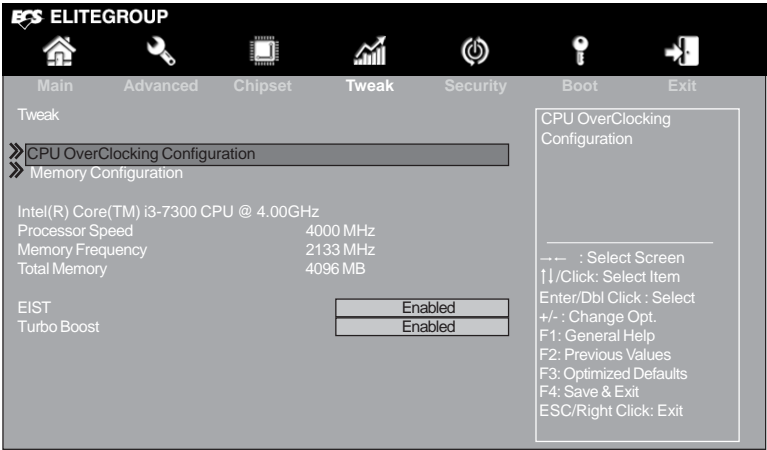 ECS ELITEGROUP
Main Advanced Chipset Tweak Security Boot Exit
Tweak
CPU OverClocking Configuration
Memory Configuration
Intel(R) Core(TM) i3-7300 CPU @ 4.00GHz
Processor Speed 4000 MHz
Memory Frequency 2133 MHz
Total Memory 4096 MB
EIST Enabled
Turbo Boost Enabled
CPU OverClocking
Configuration
→← : Select Screen
↑↓/Click: Select Item
Enter/Dbl Click : Select
+/- : Change Opt.
F1: General Help
F2: Previous Values
F3: Optimized Defaults
F4: Save & Exit
ESC/Right Click: Exit